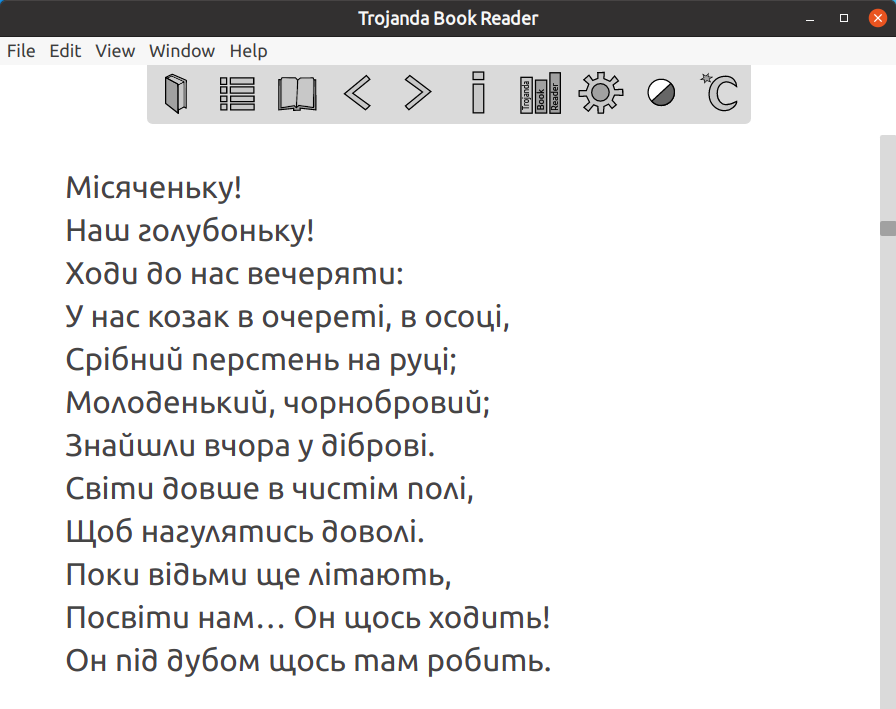 Trojanda Book Reader
File Edit View Window Help
Trojanda Book Reader
Місяченьку!
Наш голубоньку!
Ходи до нас вечеряти:
У нас козак в очереті, в осоці,
Срібний перстень на руці;
Молоденький, чорнобровий;
Знайшли вчора у діброві.
Світи довше в чистім полі,
Щоб нагулятись доволі.
Поки відьми ще літають,
Посвіти нам… Он щось ходить!
Он під дубом щось там робить.